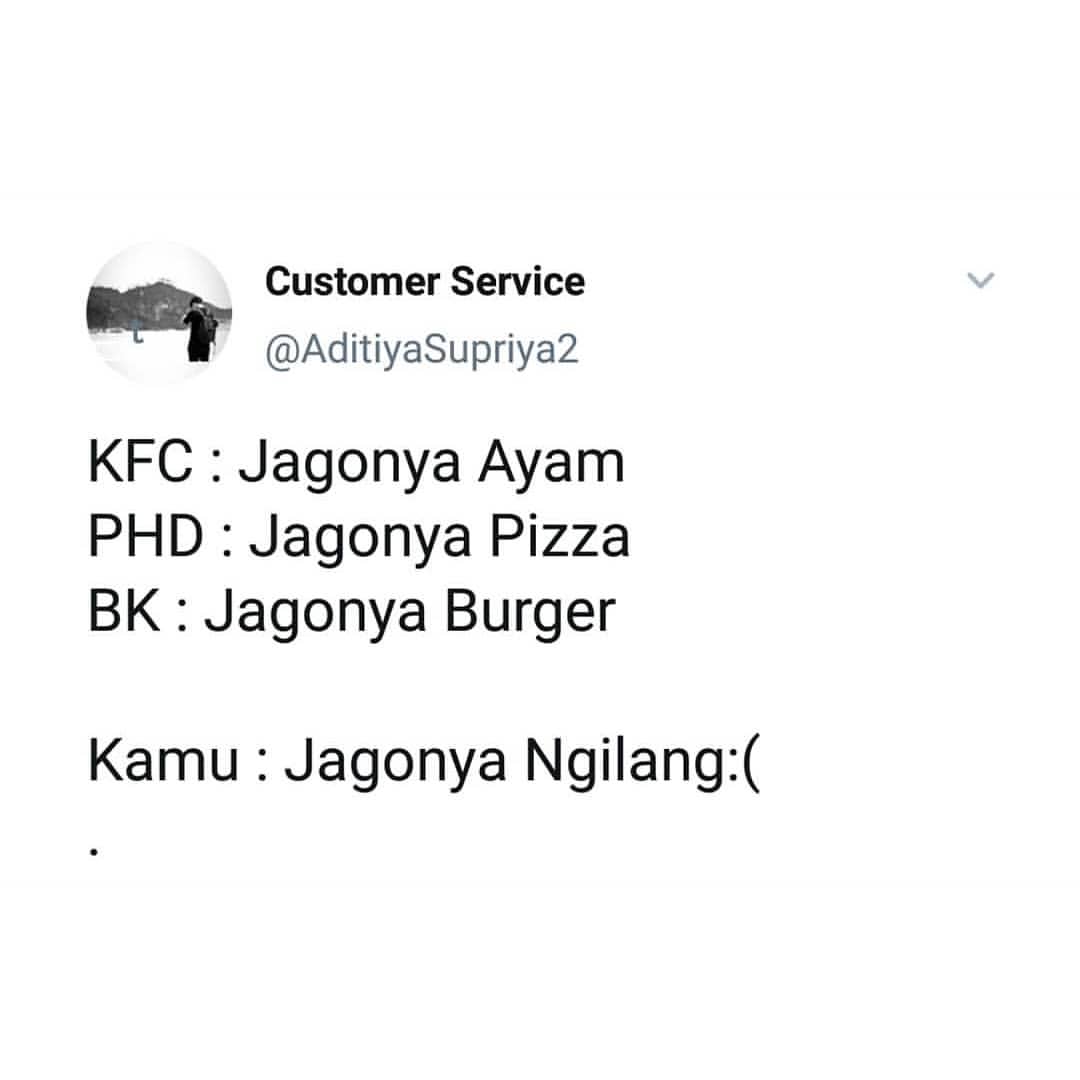 Customer Service
@AditiyaSupriya2
KFC : Jagonya Ayam
PHD : Jagonya Pizza
BK : Jagonya Burger
Kamu : Jagonya Ngilang:(
.